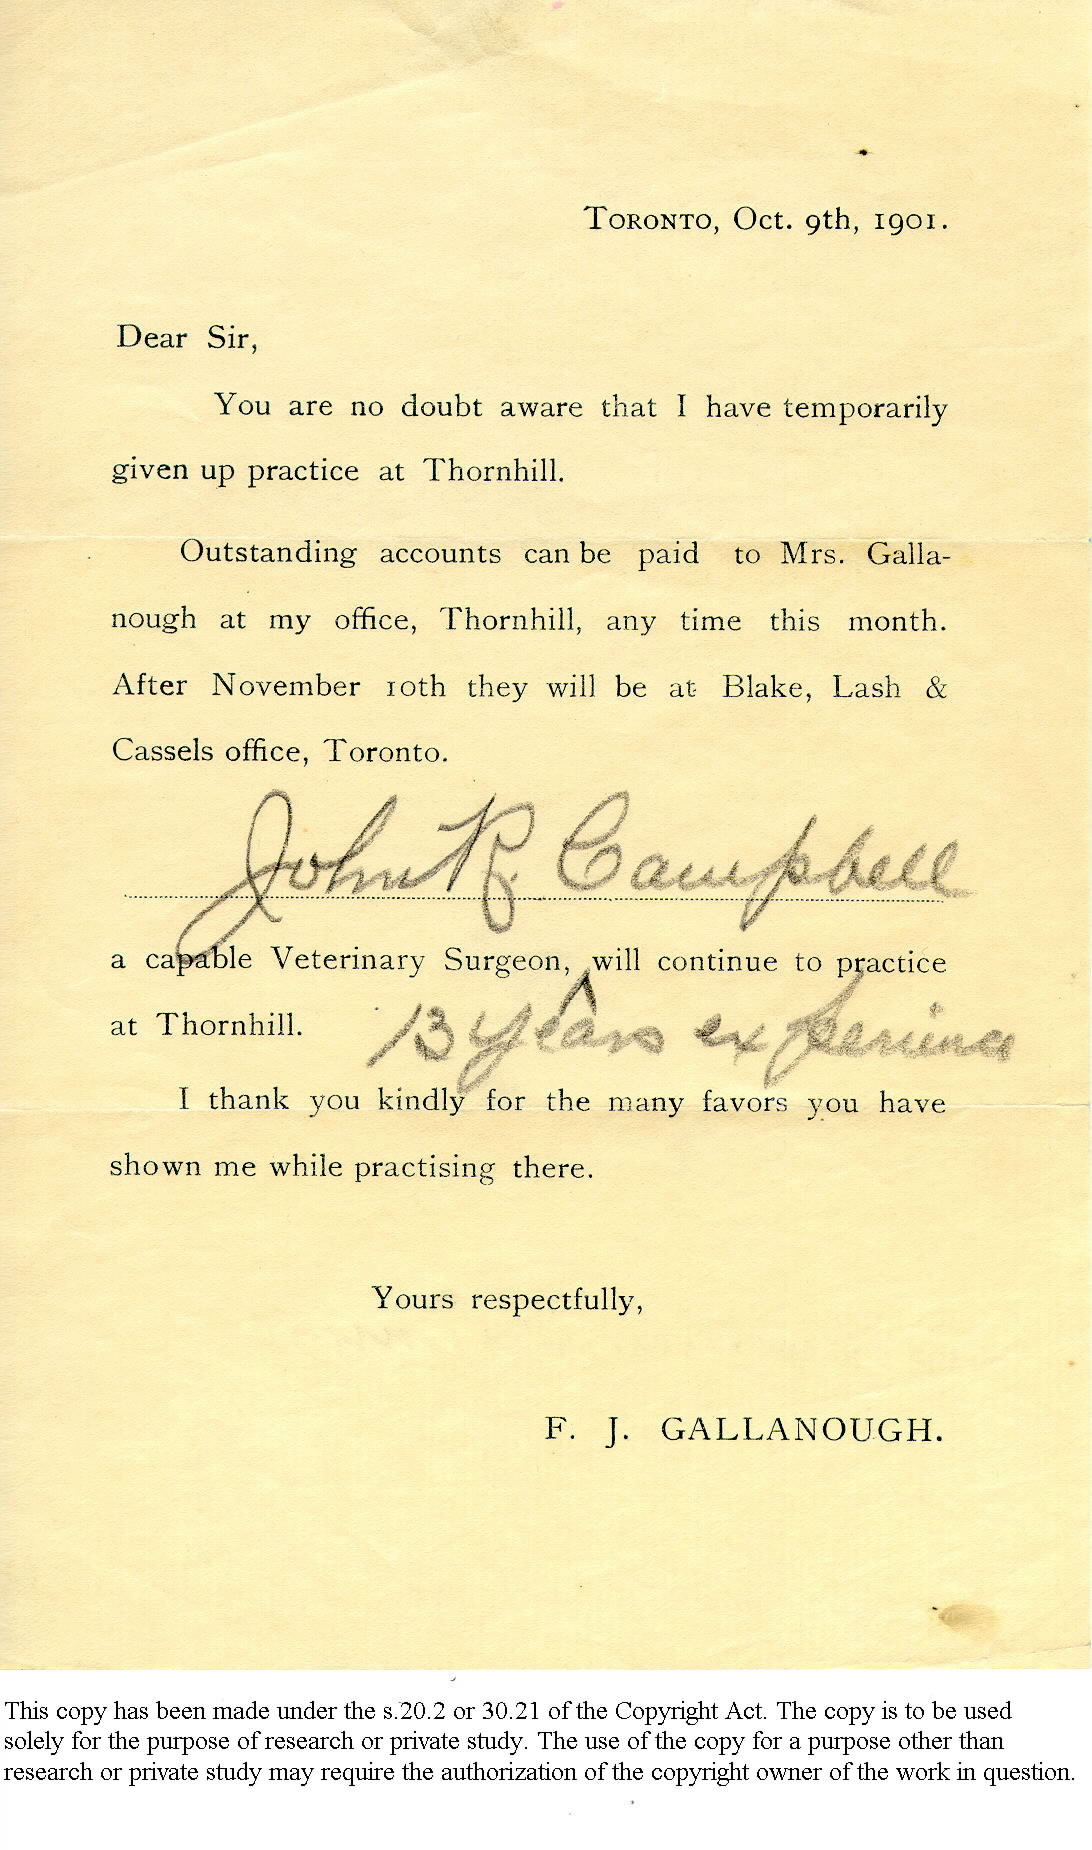 TORONTO, Oct. 9th, 1901.
Dear Sir,
You are no doubt aware that I have temporarily
given up practice at Thornhill.
Outstanding accounts can be paid to Mrs. Galla-
nough at my office, Thornhill, any time this month.
After November 10th they will be at Blake, Lash &
Cassels office, Toronto.
John R. Campbell
a capable Veterinary Surgeon, ^ will continue to practice
at Thornhill. 13 years experience
I thank you kindly for the many favors you have
shown me while practising there.
Yours respectfully,
F. J. GALLANOUGH.
This copy has been made under the s.20.2 or 30.21 of the Copyright Act. The copy is to be used
solely for the purpose of research or private study. The use of the copy for a purpose other than
research or private study may require the authorization of the copyright owner of the work in question.